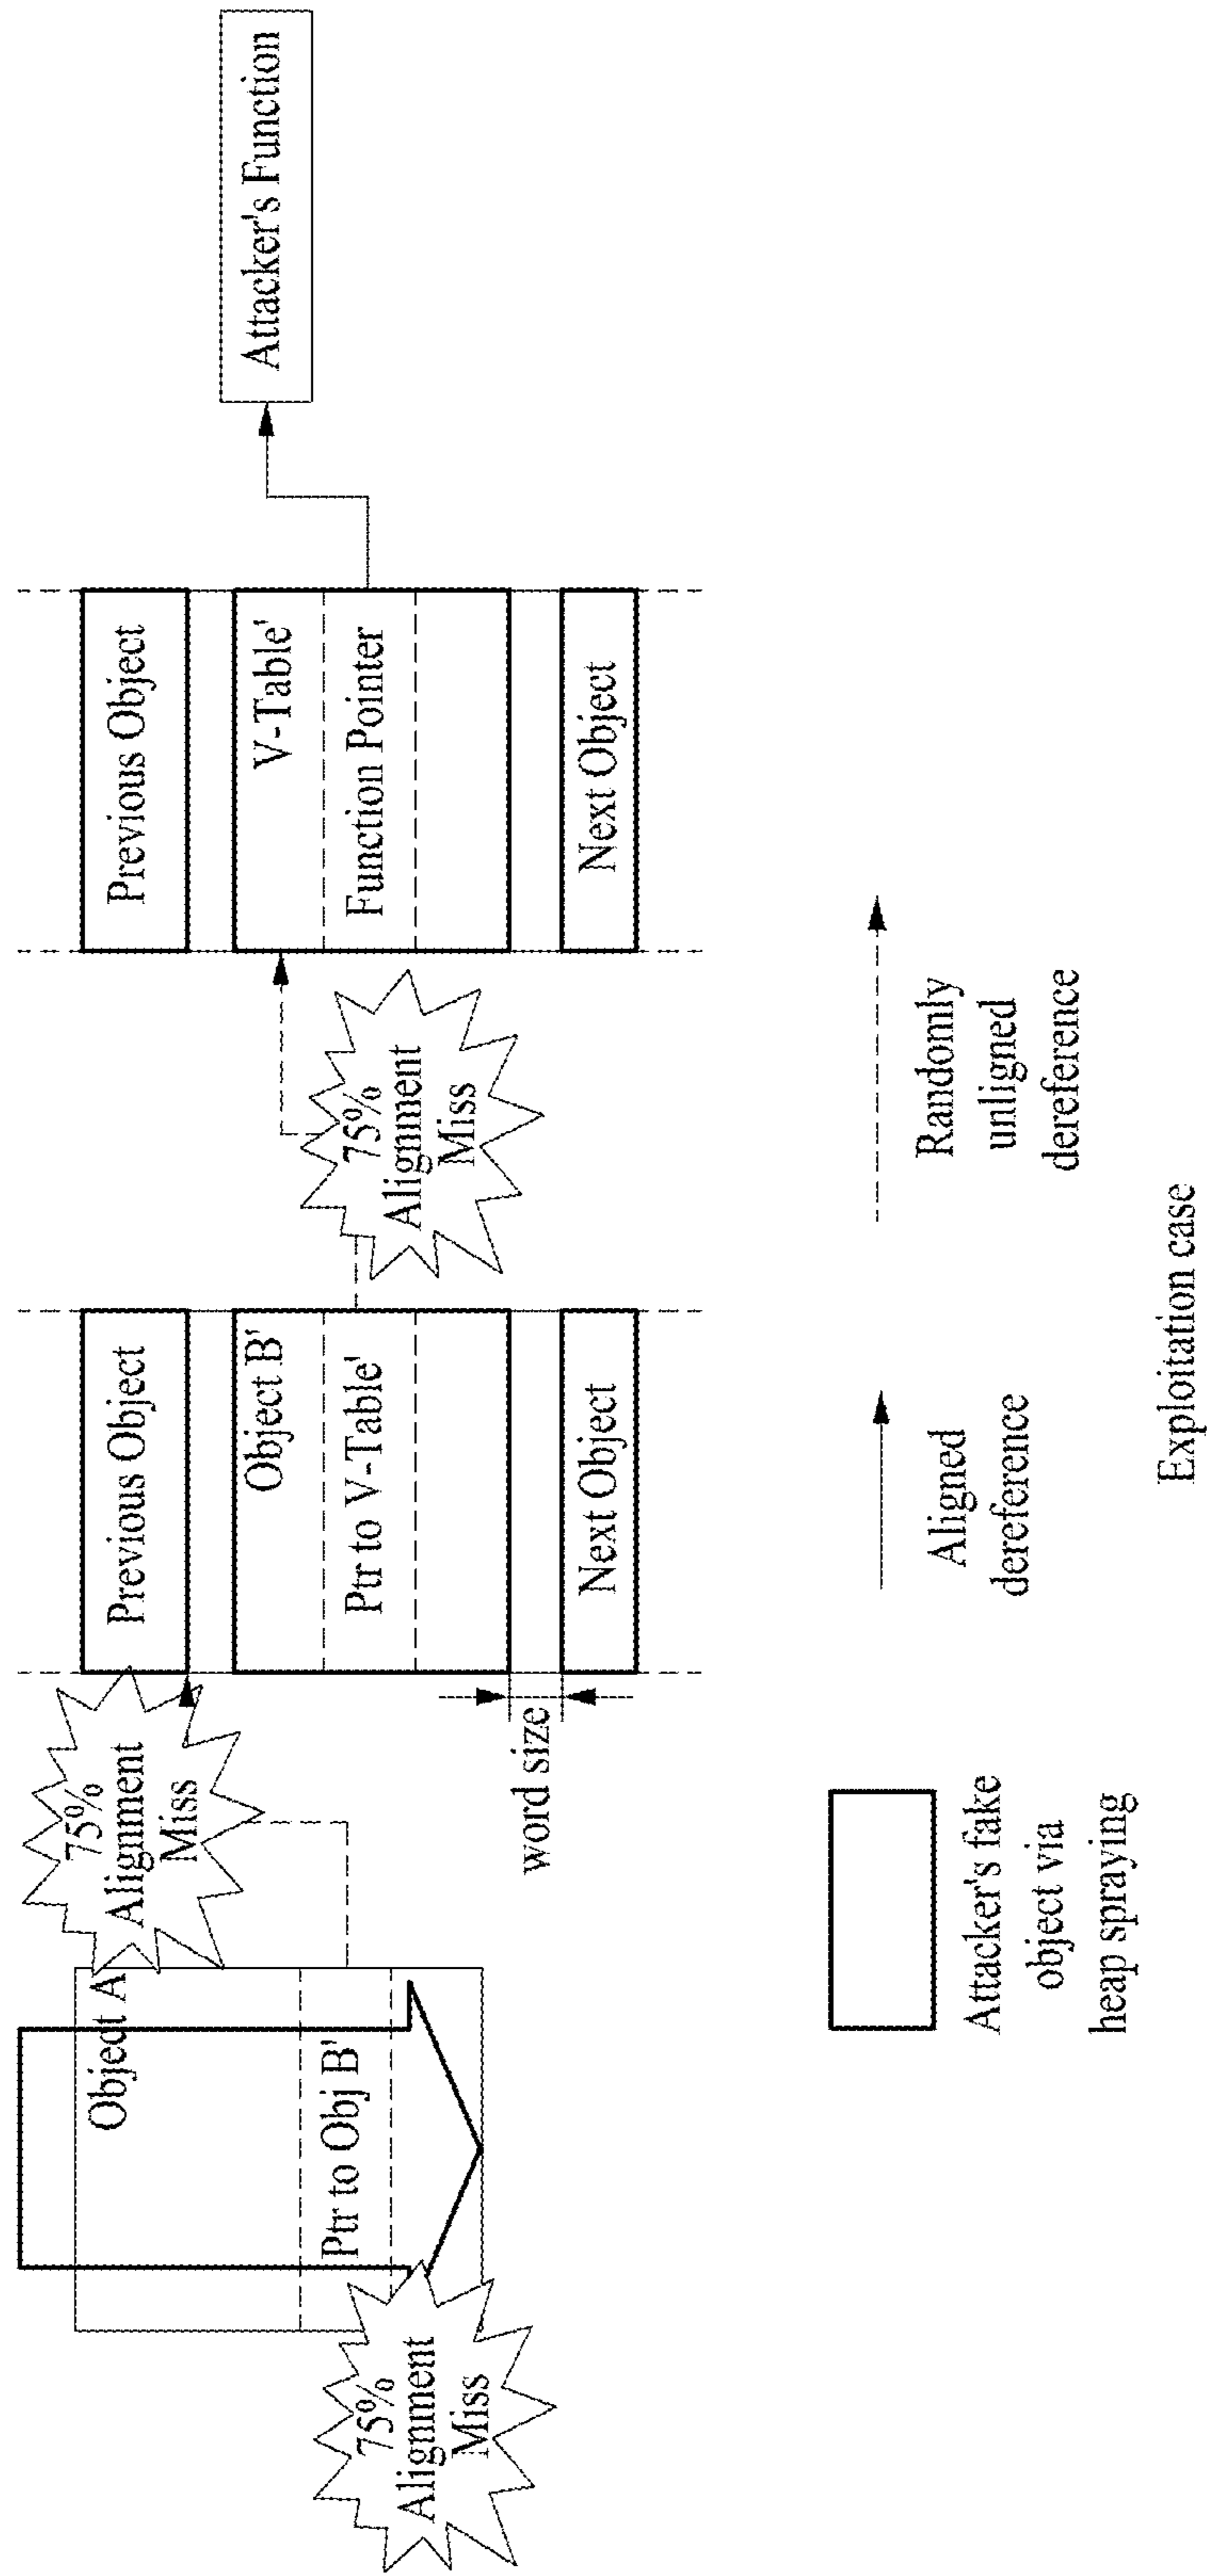 75%
Alignment
Miss
Object A
Ptr to Obj B'
75%
Alignment
Miss
Previous Object
Object B'
Ptr to V-Table'
Next Object
word size
75%
Alignment
Miss
Previous Object
V-Table'
Function Pointer
Next Object
Attacker's Function
Attacker's fake
object via
heap spraying
Aligned
dereference
Randomly
unligned
dereference
Exploitation case